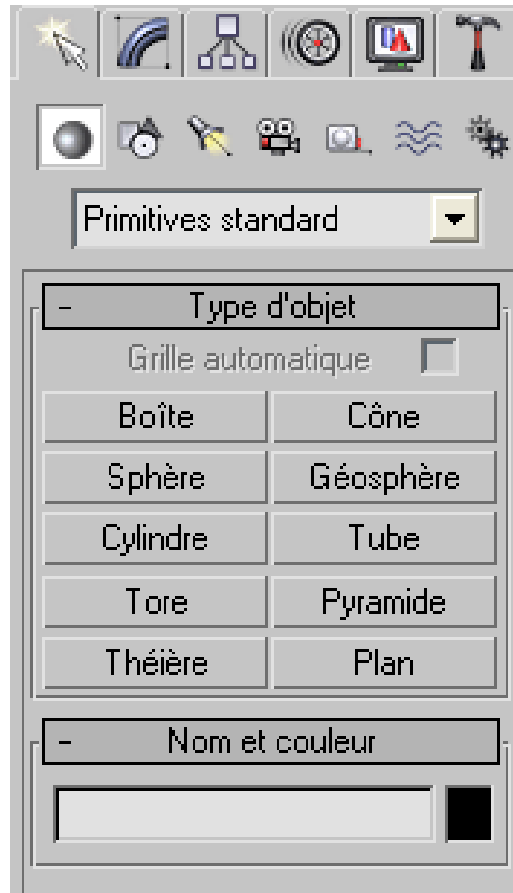 Primitives standard
- Type d'objet
Grille automatique
Boîte Cône
Sphère Géosphère
Cylindre Tube
Tore Pyramide
Théière Plan
- Nom et couleur